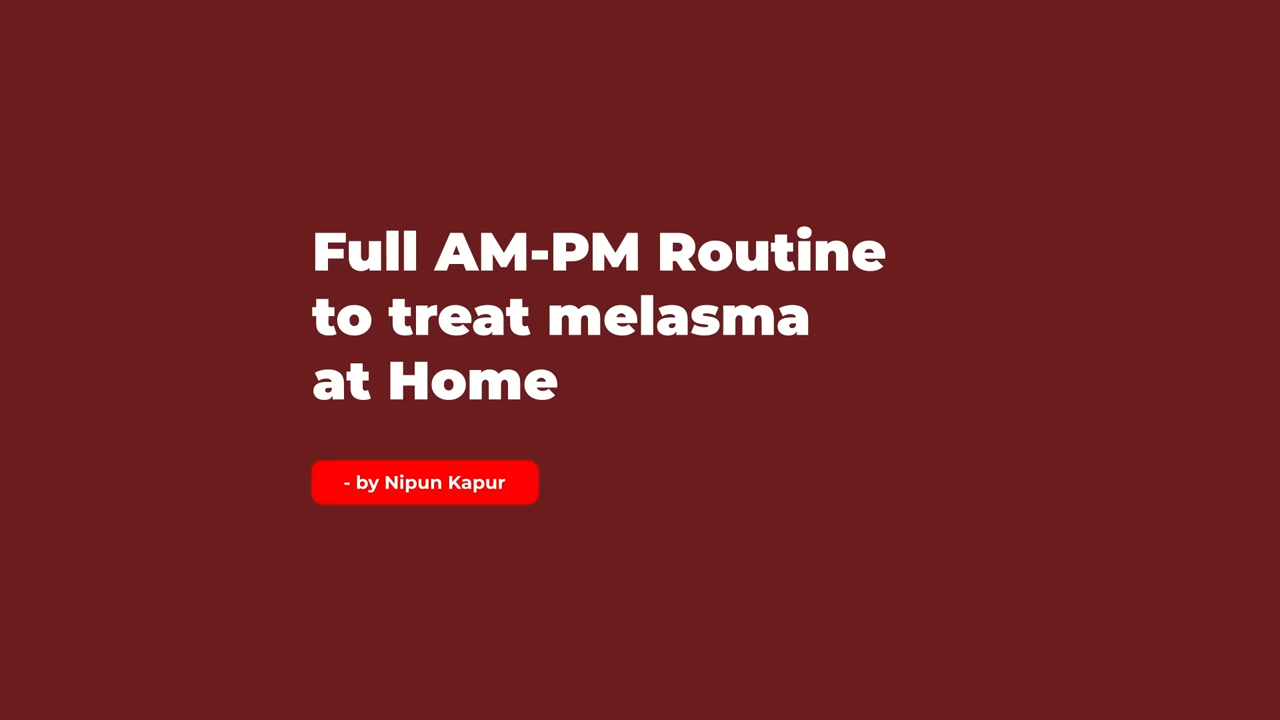 Full AM-PM Routine
to treat melasma
at Home
- by Nipun Kapur